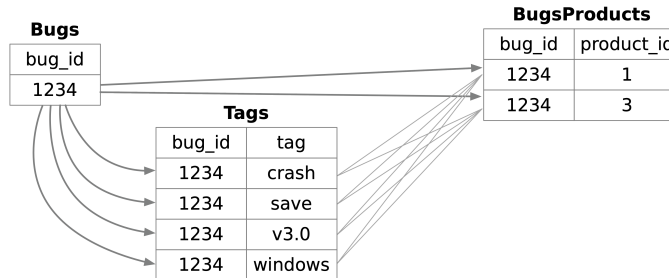 Bugs
bug_id
1234
Tags
bug_id tag
1234 crash
1234 save
1234 v3.0
1234 windows
BugsProducts
bug_id product_id
1234 1
1234 3